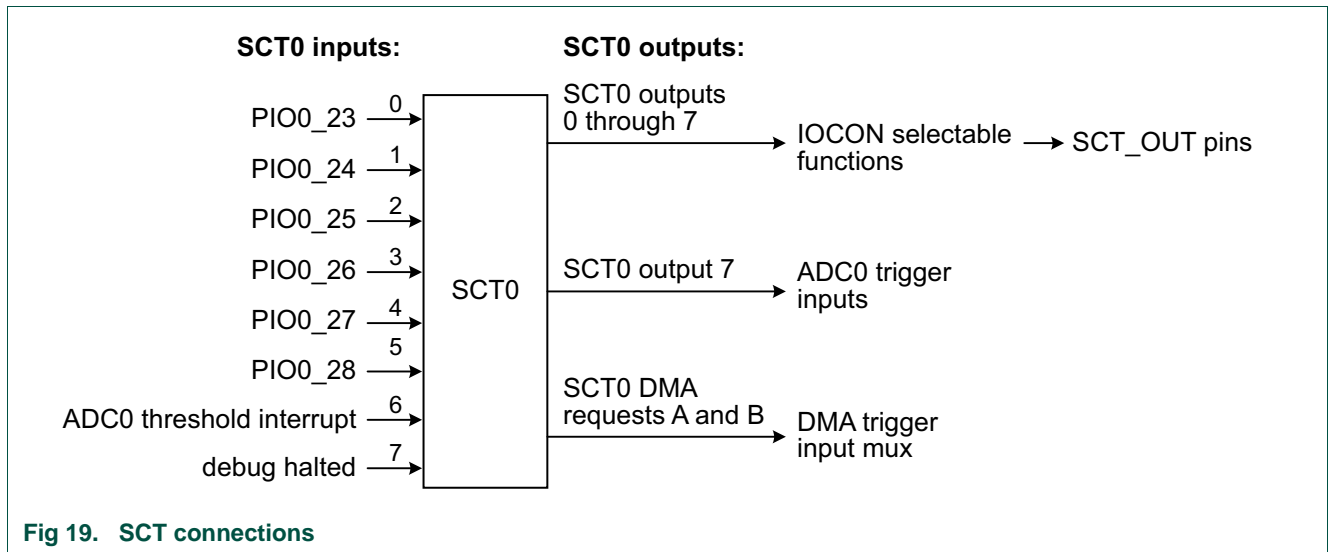 SCT0 inputs:
PIO0_23
0
PIO0_24
1
PIO0_25
2
PIO0_26
3
PIO0_27
4
PIO0_28
5
ADC0 threshold interrupt
6
debug halted
7
SCT0
SCT0 outputs:
SCT0 outputs
0 through 7
IOCON selectable
functions
SCT_OUT pins
SCT0 output 7
ADC0 trigger
inputs
SCT0 DMA
requests A and B
DMA trigger
input mux
Fig 19. SCT connections